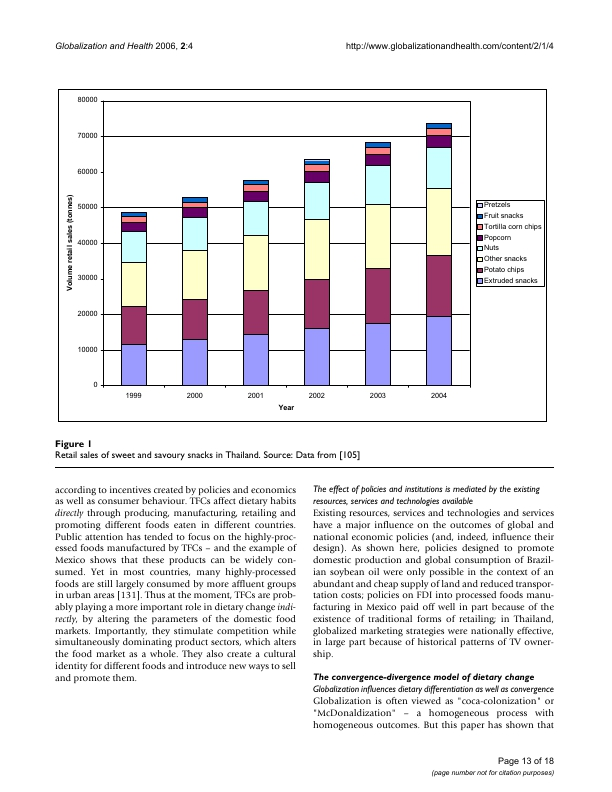 Globalization and Health 2006, 2:4
http://www.globalizationandhealth.com/content/2/1/4
80000
70000
60000
50000
40000
30000
20000
10000
0
Volume retail sales (tonnes)
1999
2000
2001
2002
2003
2004
Year
Pretzels
Fruit snacks
Tortilla corn chips
Popcorn
Nuts
Other snacks
Potato chips
Extruded snacks
Figure 1
Retail sales of sweet and savoury snacks in Thailand. Source: Data from [105]
according to incentives created by policies and economics
as well as consumer behaviour. TFCs affect dietary habits
directly through producing, manufacturing, retailing and
promoting different foods eaten in different countries.
Public attention has tended to focus on the highly-proc-
essed foods manufactured by TFCs – and the example of
Mexico shows that these products can be widely con-
sumed. Yet in most countries, many highly-processed
foods are still largely consumed by more affluent groups
in urban areas [131]. Thus at the moment, TFCs are prob-
ably playing a more important role in dietary change indi-
rectly, by altering the parameters of the domestic food
markets. Importantly, they stimulate competition while
simultaneously dominating product sectors, which alters
the food market as a whole. They also create a cultural
identity for different foods and introduce new ways to sell
and promote them.
The effect of policies and institutions is mediated by the existing
resources, services and technologies available
Existing resources, services and technologies and services
have a major influence on the outcomes of global and
national economic policies (and, indeed, influence their
design). As shown here, policies designed to promote
domestic production and global consumption of Brazil-
ian soybean oil were only possible in the context of an
abundant and cheap supply of land and reduced transpor-
tation costs; policies on FDI into processed foods manu-
facturing in Mexico paid off well in part because of the
existence of traditional forms of retailing; in Thailand,
globalized marketing strategies were nationally effective,
in large part because of historical patterns of TV owner-
ship.
The convergence-divergence model of dietary change
Globalization influences dietary differentiation as well as convergence
Globalization is often viewed as "coca-colonization" or
"McDonaldization" – a homogeneous process with
homogeneous outcomes. But this paper has shown that
Page 13 of 18
(page number not for citation purposes)